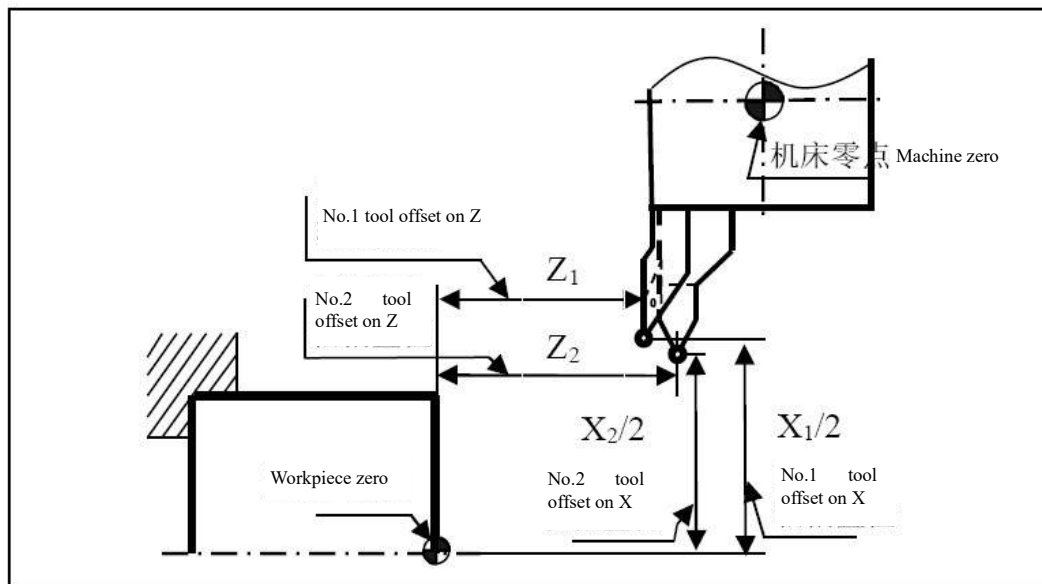 机床零点 Machine zero
No.1 tool offset on Z
Z₁
No.2 tool
offset on Z
Z₂
X₂/2
X₁/2
No.2 tool
offset on X
No.1 tool
offset on X
Workpiece zero